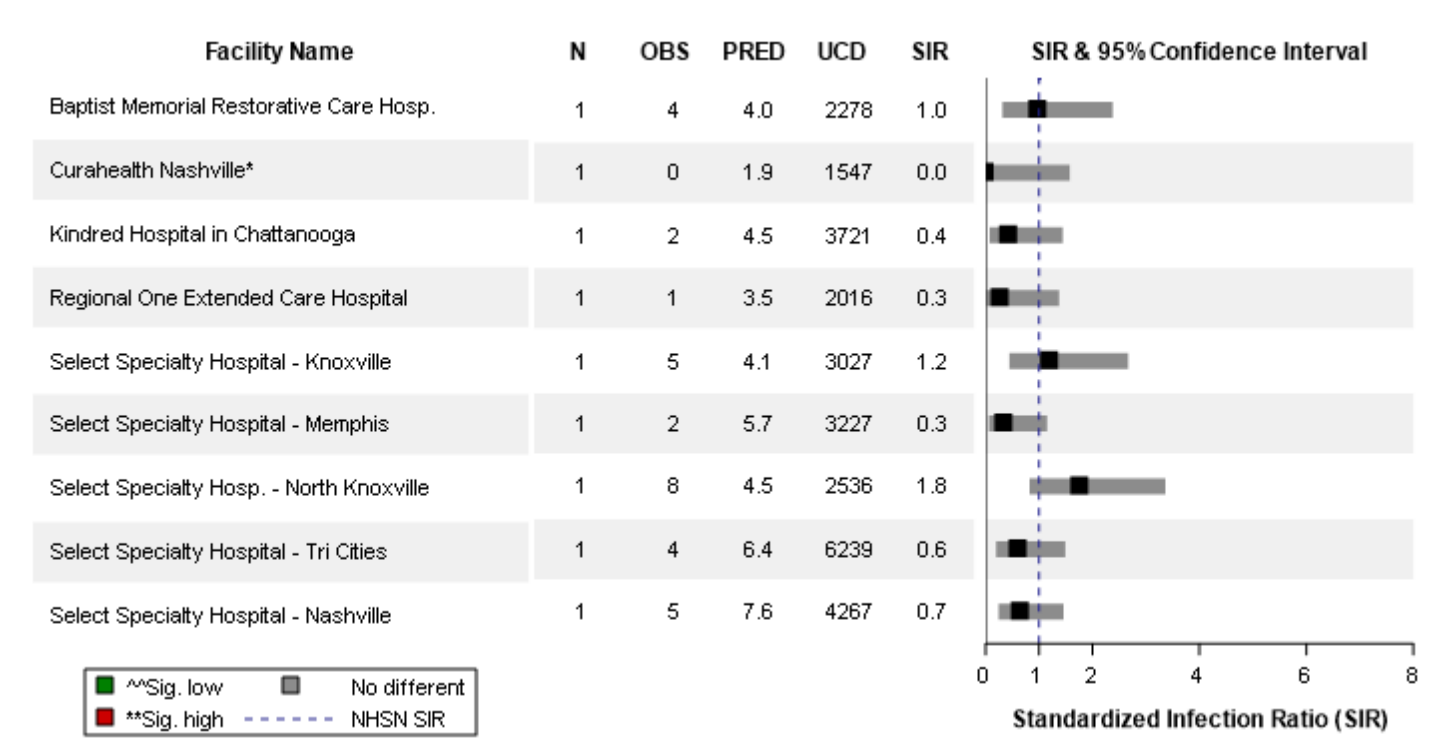 Facility Name N OBS PRED UCD SIR SIR & 95% Confidence Interval
Baptist Memorial Restorative Care Hosp. 1 4 4.0 2278 1.0
Curahealth Nashville* 1 0 1.9 1547 0.0
Kindred Hospital in Chattanooga 1 2 4.5 3721 0.4
Regional One Extended Care Hospital 1 1 3.5 2016 0.3
Select Specialty Hospital - Knoxville 1 5 4.1 3027 1.2
Select Specialty Hospital - Memphis 1 2 5.7 3227 0.3
Select Specialty Hosp. - North Knoxville 1 8 4.5 2536 1.8
Select Specialty Hospital - Tri Cities 1 4 6.4 6239 0.6
Select Specialty Hospital - Nashville 1 5 7.6 4267 0.7
0 1 2 4 6 8
Standardized Infection Ratio (SIR)
^^Sig. low No different
**Sig. high NHSN SIR